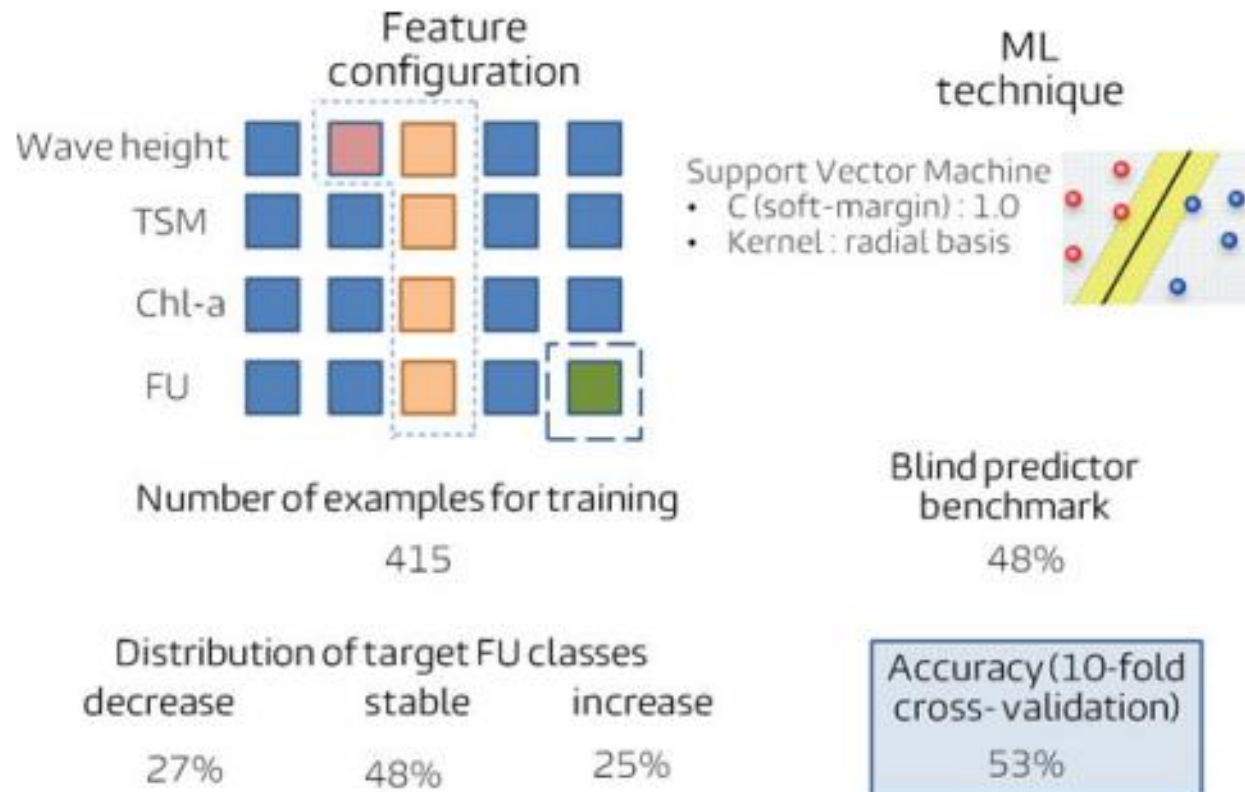 Feature
configuration
Wave height
TSM
Chl-a
FU
ML
technique
Support Vector Machine
• C (soft-margin) : 1.0
• Kernel : radial basis
Number of examples for training
415
Blind predictor
benchmark
48%
Distribution of target FU classes
decrease stable increase
27% 48% 25%
Accuracy (10-fold
cross- validation)
53%